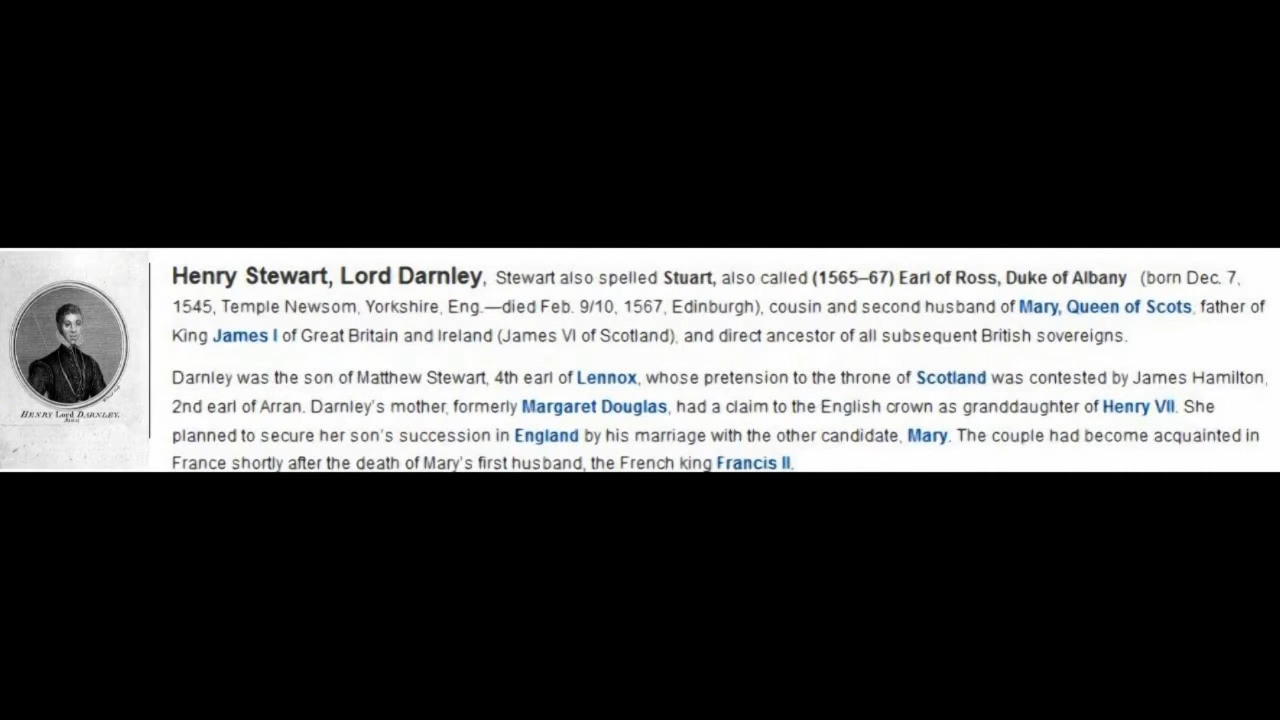 Henry Stewart, Lord Darnley, Stewart also spelled Stuart, also called (1565–67) Earl of Ross, Duke of Albany (born Dec. 7,
1545, Temple Newsom, Yorkshire, Eng.—died Feb. 9/10, 1567, Edinburgh), cousin and second husband of Mary, Queen of Scots, father of
King James I of Great Britain and Ireland (James VI of Scotland), and direct ancestor of all subsequent British sovereigns.
Darnley was the son of Matthew Stewart, 4th earl of Lennox, whose pretension to the throne of Scotland was contested by James Hamilton,
2nd earl of Arran. Darnley's mother, formerly Margaret Douglas, had a claim to the English crown as granddaughter of Henry VII. She
planned to secure her son's succession in England by his marriage with the other candidate, Mary. The couple had become acquainted in
France shortly after the death of Mary's first husband, the French king Francis II.
HENRY Lord DARNLEY.